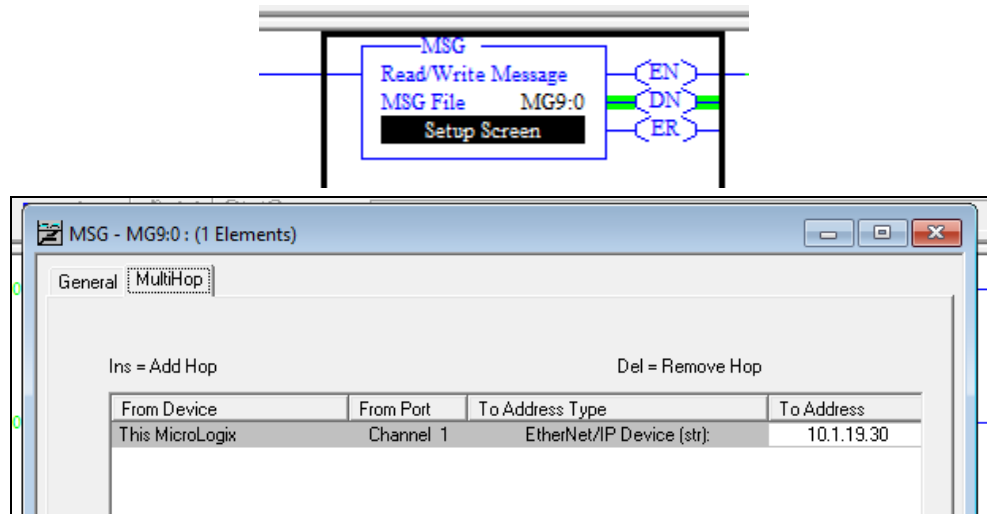 MSG
Read/Write Message
EN
MSG File MG9:0
DN
Setup Screen
ER
MSG - MG9:0 : (1 Elements)
General MultiHop
Ins = Add Hop Del = Remove Hop
From Device From Port To Address Type To Address
This MicroLogix Channel 1 EtherNet/IP Device (str): 10.1.19.30